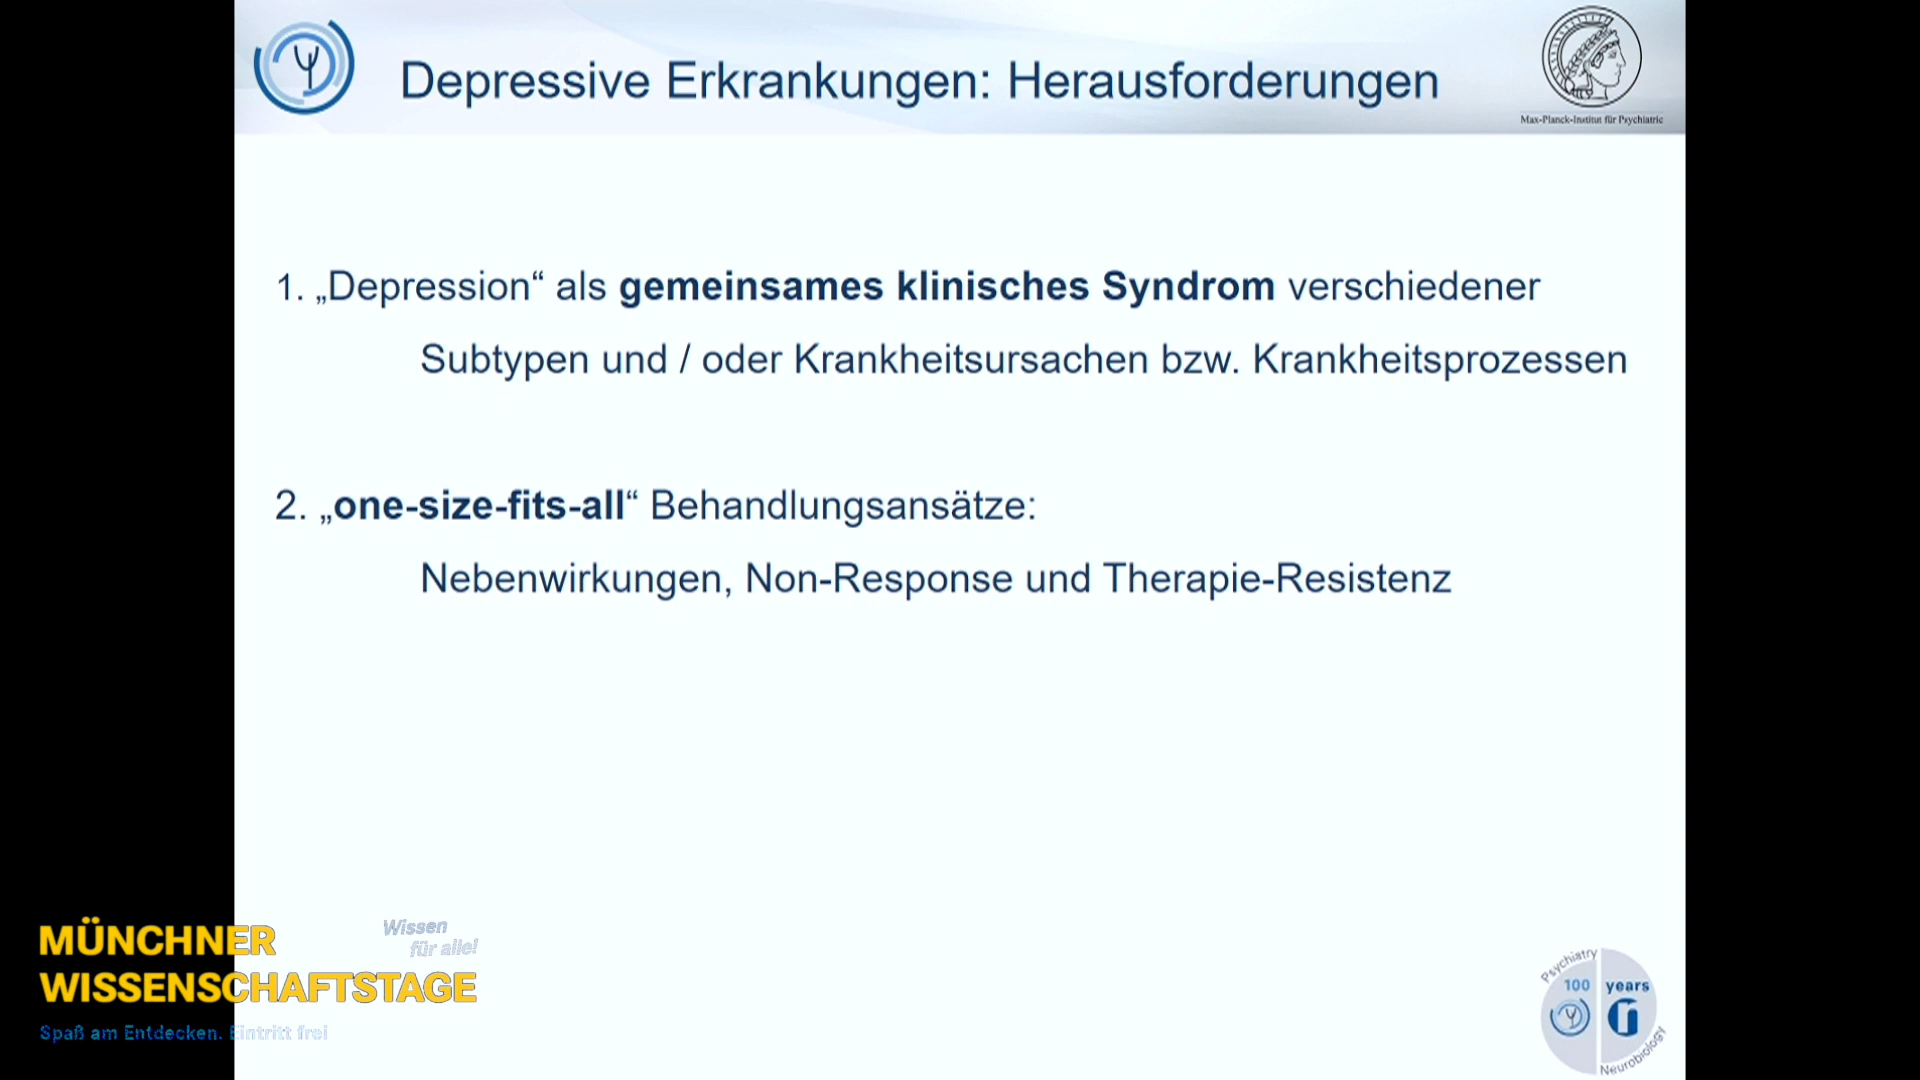 Depressive Erkrankungen: Herausforderungen
Max-Planck-Institut für Psychiatrie
1. „Depression“ als gemeinsames klinisches Syndrom verschiedener
Subtypen und / oder Krankheitsursachen bzw. Krankheitsprozessen
2. „one-size-fits-all“ Behandlungsansätze:
Nebenwirkungen, Non-Response und Therapie-Resistenz
MÜNCHNER
WISSENSCHAFTSTAGE
Wissen
für alle!
Spaß am Entdecken. Eintritt frei
Psychiatry
100 years
Neurobiology